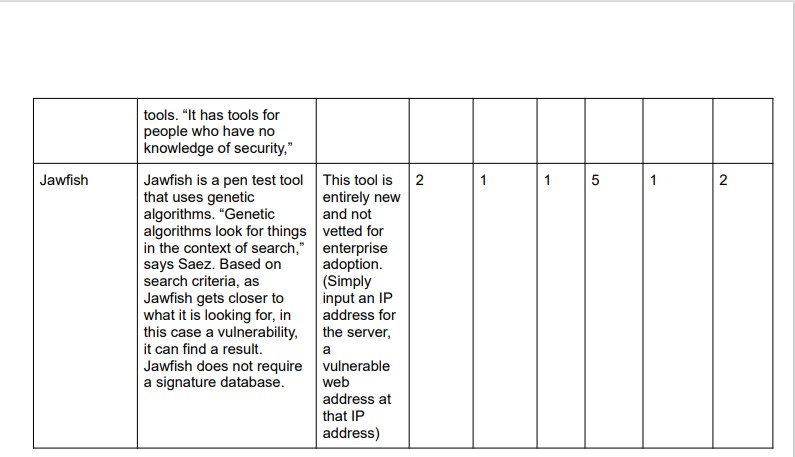 tools. “It has tools for
people who have no
knowledge of security,”
Jawfish
Jawfish is a pen test tool
that uses genetic
algorithms. “Genetic
algorithms look for things
in the context of search,”
says Saez. Based on
search criteria, as
Jawfish gets closer to
what it is looking for, in
this case a vulnerability,
it can find a result.
Jawfish does not require
a signature database.
This tool is
entirely new
and not
vetted for
enterprise
adoption.
(Simply
input an IP
address for
the server,
a
vulnerable
web
address at
that IP
address)
2
1
1
5
1
2